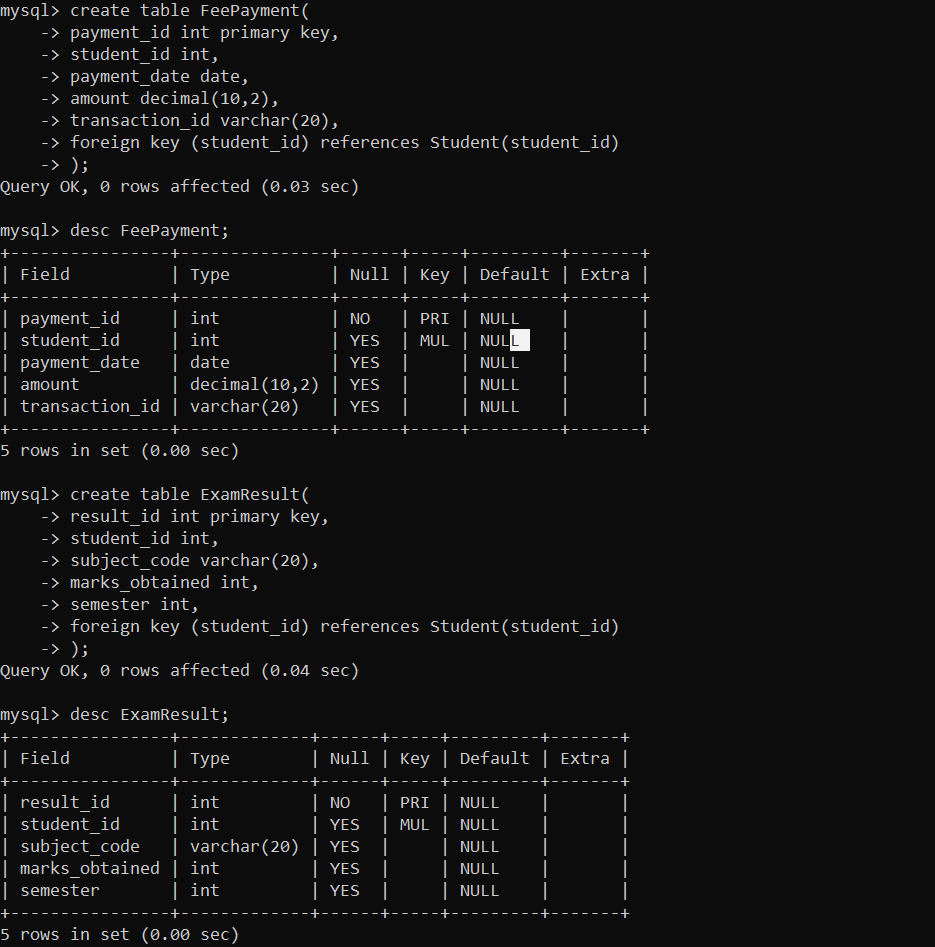 mysql> create table FeePayment(
    -> payment_id int primary key,
    -> student_id int,
    -> payment_date date,
    -> amount decimal(10,2),
    -> transaction_id varchar(20),
    -> foreign key (student_id) references Student(student_id)
    -> );
Query OK, 0 rows affected (0.03 sec)

mysql> desc FeePayment;
+----------------+---------------+------+-----+---------+-------+
| Field          | Type          | Null | Key | Default | Extra |
+----------------+---------------+------+-----+---------+-------+
| payment_id     | int           | NO   | PRI | NULL    |       |
| student_id     | int           | YES  | MUL | NULL    |       |
| payment_date   | date          | YES  |     | NULL    |       |
| amount         | decimal(10,2) | YES  |     | NULL    |       |
| transaction_id | varchar(20)   | YES  |     | NULL    |       |
+----------------+---------------+------+-----+---------+-------+
5 rows in set (0.00 sec)

mysql> create table ExamResult(
    -> result_id int primary key,
    -> student_id int,
    -> subject_code varchar(20),
    -> marks_obtained int,
    -> semester int,
    -> foreign key (student_id) references Student(student_id)
    -> );
Query OK, 0 rows affected (0.04 sec)

mysql> desc ExamResult;
+----------------+-------------+------+-----+---------+-------+
| Field          | Type        | Null | Key | Default | Extra |
+----------------+-------------+------+-----+---------+-------+
| result_id      | int         | NO   | PRI | NULL    |       |
| student_id     | int         | YES  | MUL | NULL    |       |
| subject_code   | varchar(20) | YES  |     | NULL    |       |
| marks_obtained | int         | YES  |     | NULL    |       |
| semester       | int         | YES  |     | NULL    |       |
+----------------+-------------+------+-----+---------+-------+
5 rows in set (0.00 sec)